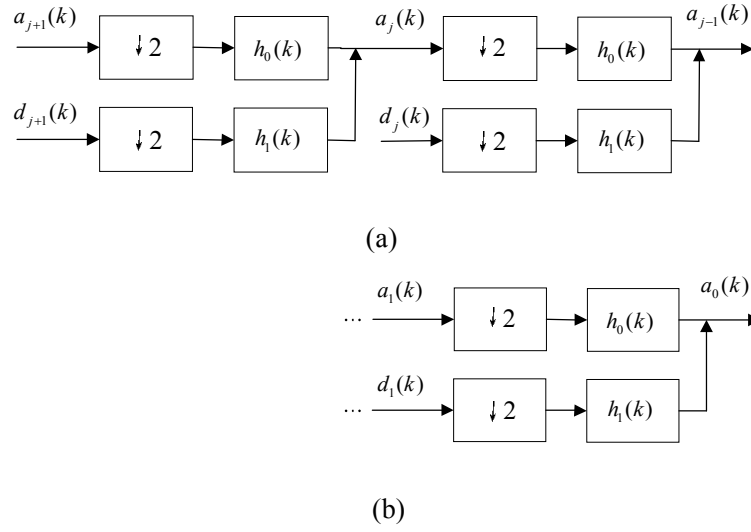 a_{j+1}(k) ↓ 2 h_0(k) a_j(k) ↓ 2 h_0(k) a_{j-1}(k)
d_{j+1}(k) ↓ 2 h_1(k) d_j(k) ↓ 2 h_1(k)
(a)
... a_1(k) ↓ 2 h_0(k) a_0(k)
... d_1(k) ↓ 2 h_1(k)
(b)